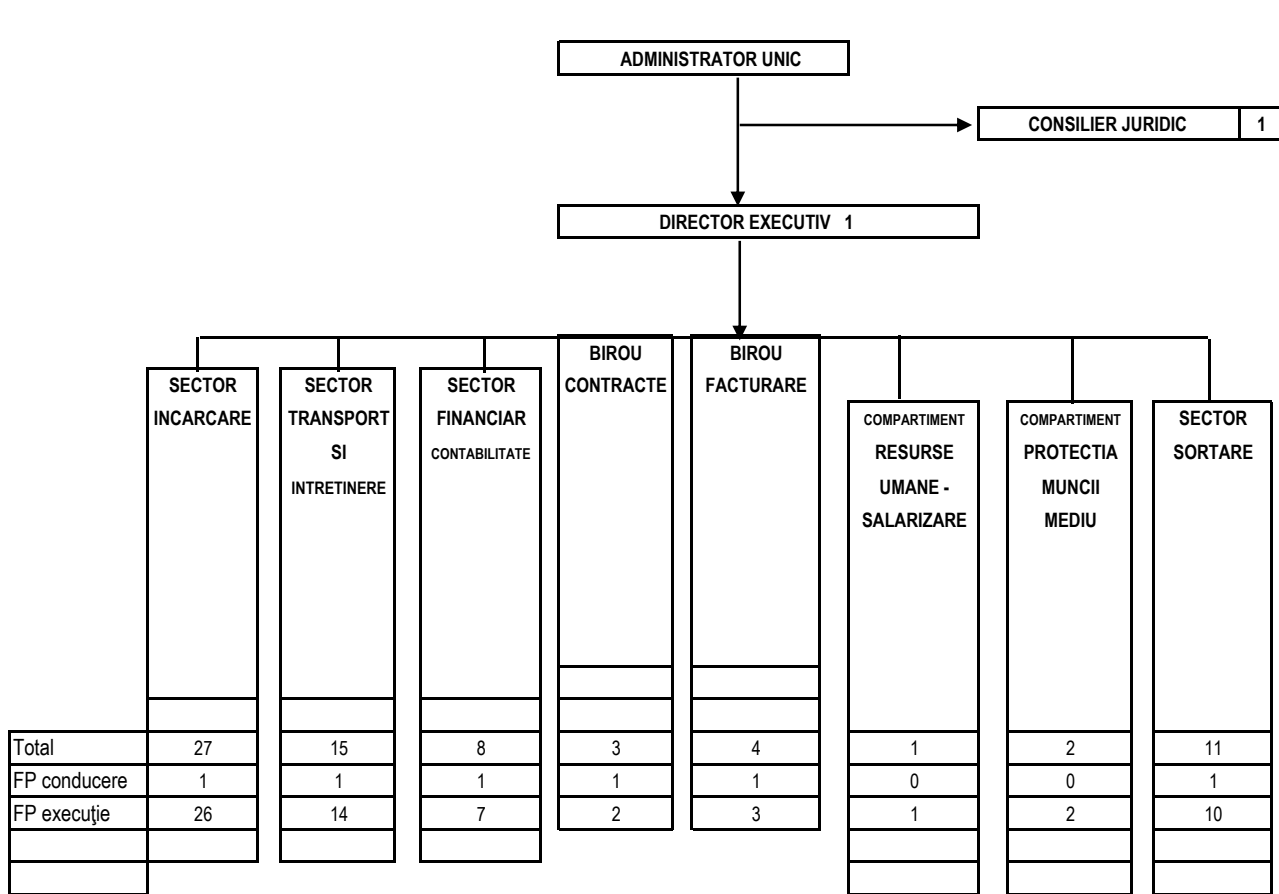 ADMINISTRATOR UNIC
CONSILIER JURIDIC 1
DIRECTOR EXECUTIV 1
SECTOR
INCARCARE
SECTOR
TRANSPORT
SI
INTRETINERE
SECTOR
FINANCIAR
CONTABILITATE
BIROU
CONTRACTE
BIROU
FACTURARE
COMPARTIMENT
RESURSE
UMANE -
SALARIZARE
COMPARTIMENT
PROTECTIA
MUNCII
MEDIU
SECTOR
SORTARE
Total 27 15 8 3 4 1 2 11
FP conducere 1 1 1 1 1 0 0 1
FP execuţie 26 14 7 2 3 1 2 10